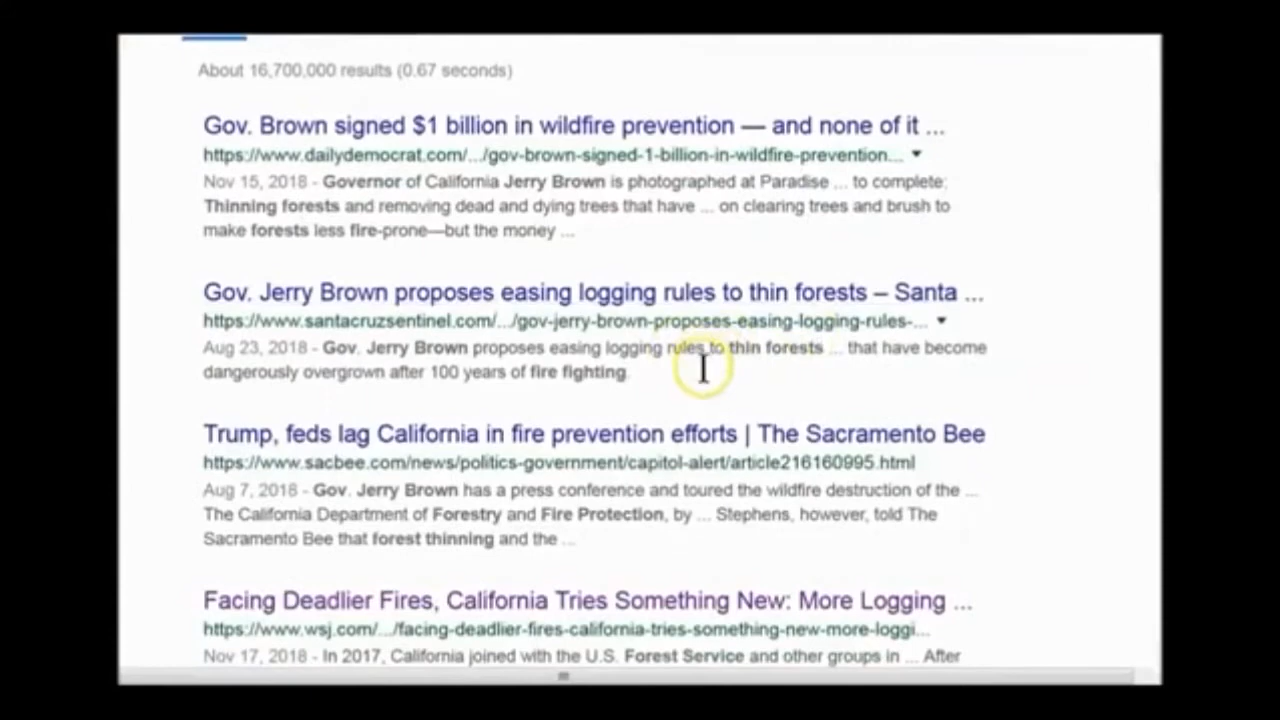 About 16,700,000 results (0.67 seconds)
Gov. Brown signed $1 billion in wildfire prevention — and none of it ...
https://www.dailydemocrat.com/.../gov-brown-signed-1-billion-in-wildfire-prevention...
Nov 15, 2018 - Governor of California Jerry Brown is photographed at Paradise ... to complete:
Thinning forests and removing dead and dying trees that have ... on clearing trees and brush to
make forests less fire-prone—but the money ...
Gov. Jerry Brown proposes easing logging rules to thin forests – Santa ...
https://www.santacruzsentinel.com/.../gov-jerry-brown-proposes-easing-logging-rules-...
Aug 23, 2018 - Gov. Jerry Brown proposes easing logging rules to thin forests ... that have become
dangerously overgrown after 100 years of fire fighting.
Trump, feds lag California in fire prevention efforts | The Sacramento Bee
https://www.sacbee.com/news/politics-government/capitol-alert/article216160995.html
Aug 7, 2018 - Gov. Jerry Brown has a press conference and toured the wildfire destruction of the ...
The California Department of Forestry and Fire Protection, by ... Stephens, however, told The
Sacramento Bee that forest thinning and the ...
Facing Deadlier Fires, California Tries Something New: More Logging ...
https://www.wsj.com/.../facing-deadlier-fires-california-tries-something-new-more-loggi...
Nov 17, 2018 - In 2017, California joined with the U.S. Forest Service and other groups in ... After